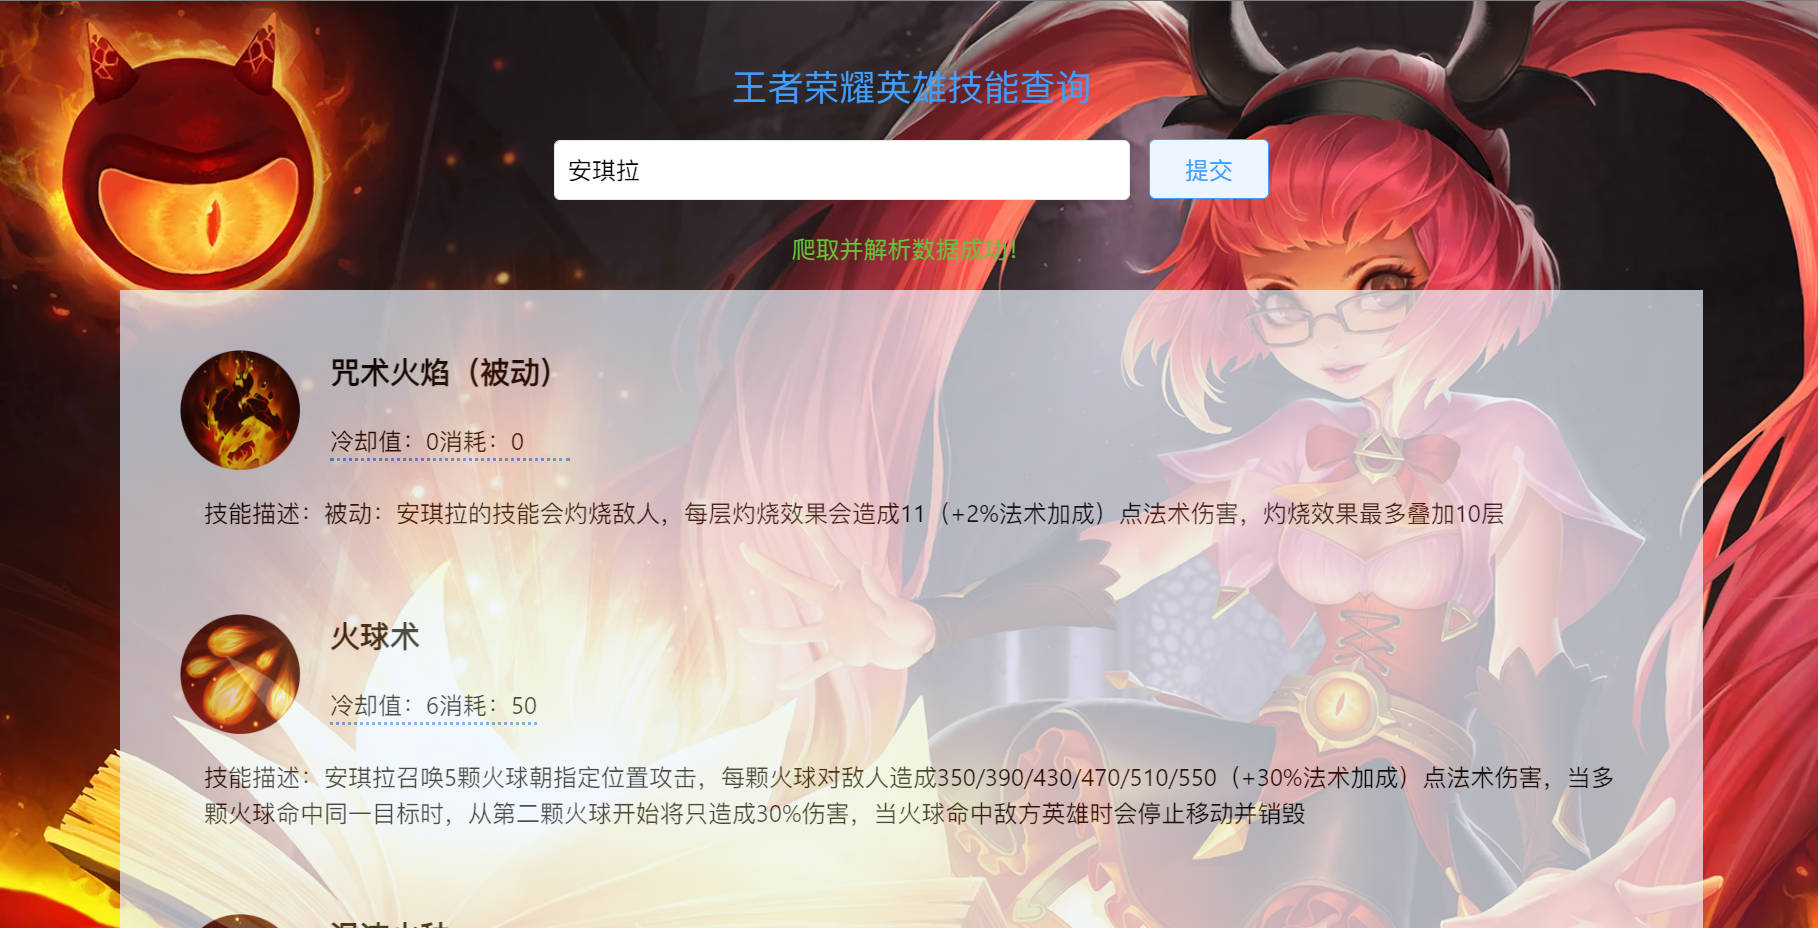 王者荣耀英雄技能查询
安琪拉
提交
爬取并解析数据成功!
咒术火焰（被动）
冷却值：0消耗：0
技能描述：被动：安琪拉的技能会灼烧敌人，每层灼烧效果会造成11（+2%法术加成）点法术伤害，灼烧效果最多叠加10层
火球术
冷却值：6消耗：50
技能描述：安琪拉召唤5颗火球朝指定位置攻击，每颗火球对敌人造成350/390/430/470/510/550（+30%法术加成）点法术伤害，当多
颗火球命中同一目标时，从第二颗火球开始将只造成30%伤害，当火球命中敌方英雄时会停止移动并销毁